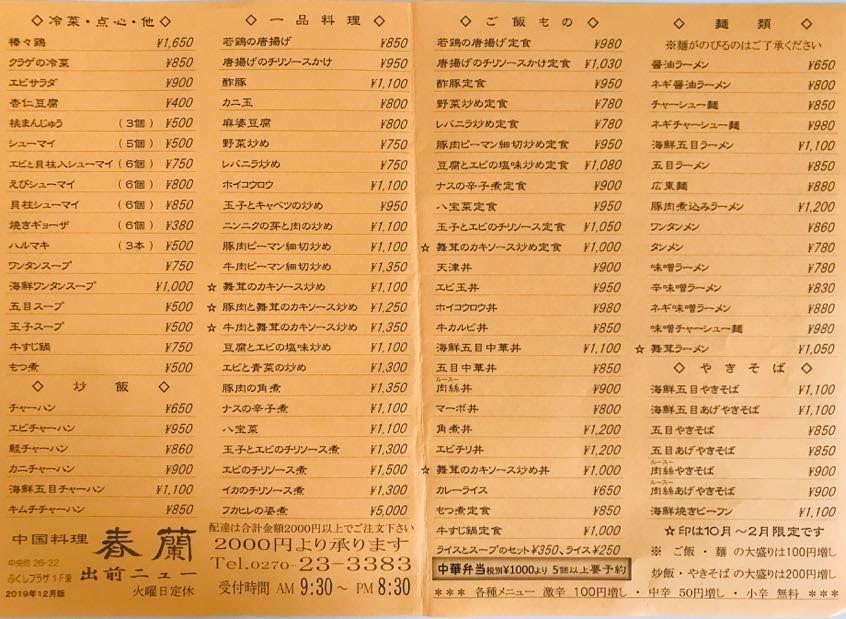 ◇ 冷菜・点心・他 ◇
棒々鶏 ¥1,650
クラゲの冷菜 ¥850
エビサラダ ¥900
杏仁豆腐 ¥400
桃まんじゅう (3個) ¥500
シューマイ (5個) ¥500
エビと貝柱入シューマイ(6個) ¥750
えびシューマイ (6個) ¥800
貝柱シューマイ (6個) ¥850
焼きギョーザ (6個) ¥380
ハルマキ (3本) ¥500
ワンタンスープ ¥750
海鮮ワンタンスープ ¥1,000
五目スープ ¥500
玉子スープ ¥500
牛すじ鍋 ¥750
もつ煮 ¥500
◇ 炒飯 ◇
チャーハン ¥650
エビチャーハン ¥950
鮭チャーハン ¥860
カニチャーハン ¥900
海鮮五目チャーハン ¥1,100
キムチチャーハン ¥850
中国料理 春蘭
中央町26-22
ふくしプラザ1F東
出前ニュー
2019年12月版
火曜日定休
◇ 一品料理 ◇
若鶏の唐揚げ ¥850
唐揚げのチリソースかけ ¥950
酢豚 ¥1,100
カニ玉 ¥800
麻婆豆腐 ¥800
野菜炒め ¥750
レバニラ炒め ¥750
ホイコウロウ ¥1,100
玉子とキャベツの炒め ¥950
ニンニクの芽と肉の炒め ¥1,100
豚肉ピーマン細切炒め ¥1,100
牛肉ピーマン細切炒め ¥1,350
☆ 舞茸のカキソース炒め ¥1,100
☆ 豚肉と舞茸のカキソース炒め ¥1,250
☆ 牛肉と舞茸のカキソース炒め ¥1,350
豆腐とエビの塩味炒め ¥1,100
エビと青菜の炒め ¥1,300
豚肉の角煮 ¥1,350
ナスの辛子煮 ¥1,100
八宝菜 ¥1,100
玉子とエビのチリソース煮 ¥1,300
エビのチリソース煮 ¥1,500
イカのチリソース煮 ¥1,300
フカヒレの姿煮 ¥5,000
配達は合計金額2000円以上でご注文下さい
2000円より承ります
Tel.0270-23-3383
受付時間 AM 9:30～ PM 8:30
◇ ご飯もの ◇
若鶏の唐揚げ定食 ¥980
唐揚げのチリソースかけ定食 ¥1,030
酢豚定食 ¥950
野菜炒め定食 ¥780
レバニラ炒め定食 ¥780
豚肉ピーマン細切炒め定食 ¥950
豆腐とエビの塩味炒め定食 ¥1,080
ナスの辛子煮定食 ¥950
八宝菜定食 ¥950
玉子とエビのチリソース定食 ¥1,050
☆ 舞茸のカキソース炒め定食 ¥1,000
天津丼 ¥900
エビ玉丼 ¥950
ホイコウロウ丼 ¥900
牛カルビ丼 ¥850
海鮮五目中華丼 ¥1,100
五目中華丼 ¥850
ルースー
肉絲丼 ¥900
マーボ丼 ¥800
角煮丼 ¥1,200
エビチリ丼 ¥1,200
☆ 舞茸のカキソース炒め丼 ¥1,000
カレーライス ¥650
もつ煮定食 ¥850
牛すじ鍋定食 ¥1,000
ライスとスープのセット¥350、ライス¥250
中華弁当 税別¥1000より 5個以上要予約
◇ 麺類 ◇
※麺がのびるのはご了承ください
醤油ラーメン ¥650
ネギ醤油ラーメン ¥800
チャーシュー麺 ¥850
ネギチャーシュー麺 ¥980
海鮮五目ラーメン ¥1,100
五目ラーメン ¥850
広東麺 ¥880
豚肉煮込みラーメン ¥1,200
ワンタンメン ¥860
タンメン ¥780
味噌ラーメン ¥780
辛味噌ラーメン ¥830
ネギ味噌ラーメン ¥880
味噌チャーシュー麺 ¥980
☆ 舞茸ラーメン ¥1,050
◇ やきそば ◇
海鮮五目やきそば ¥1,100
海鮮五目あげやきそば ¥1,100
五目やきそば ¥850
五目あげやきそば ¥850
ルースー
肉絲やきそば ¥900
ルースー
肉絲あげやきそば ¥900
海鮮焼きビーフン ¥1,100
☆印は10月～2月限定です
※ ご飯・麺 の大盛りは100円増し
炒飯・やきそばの大盛りは200円増し
*** 各種メニュー 激辛 100円増し・中辛 50円増し・小辛 無料 ***